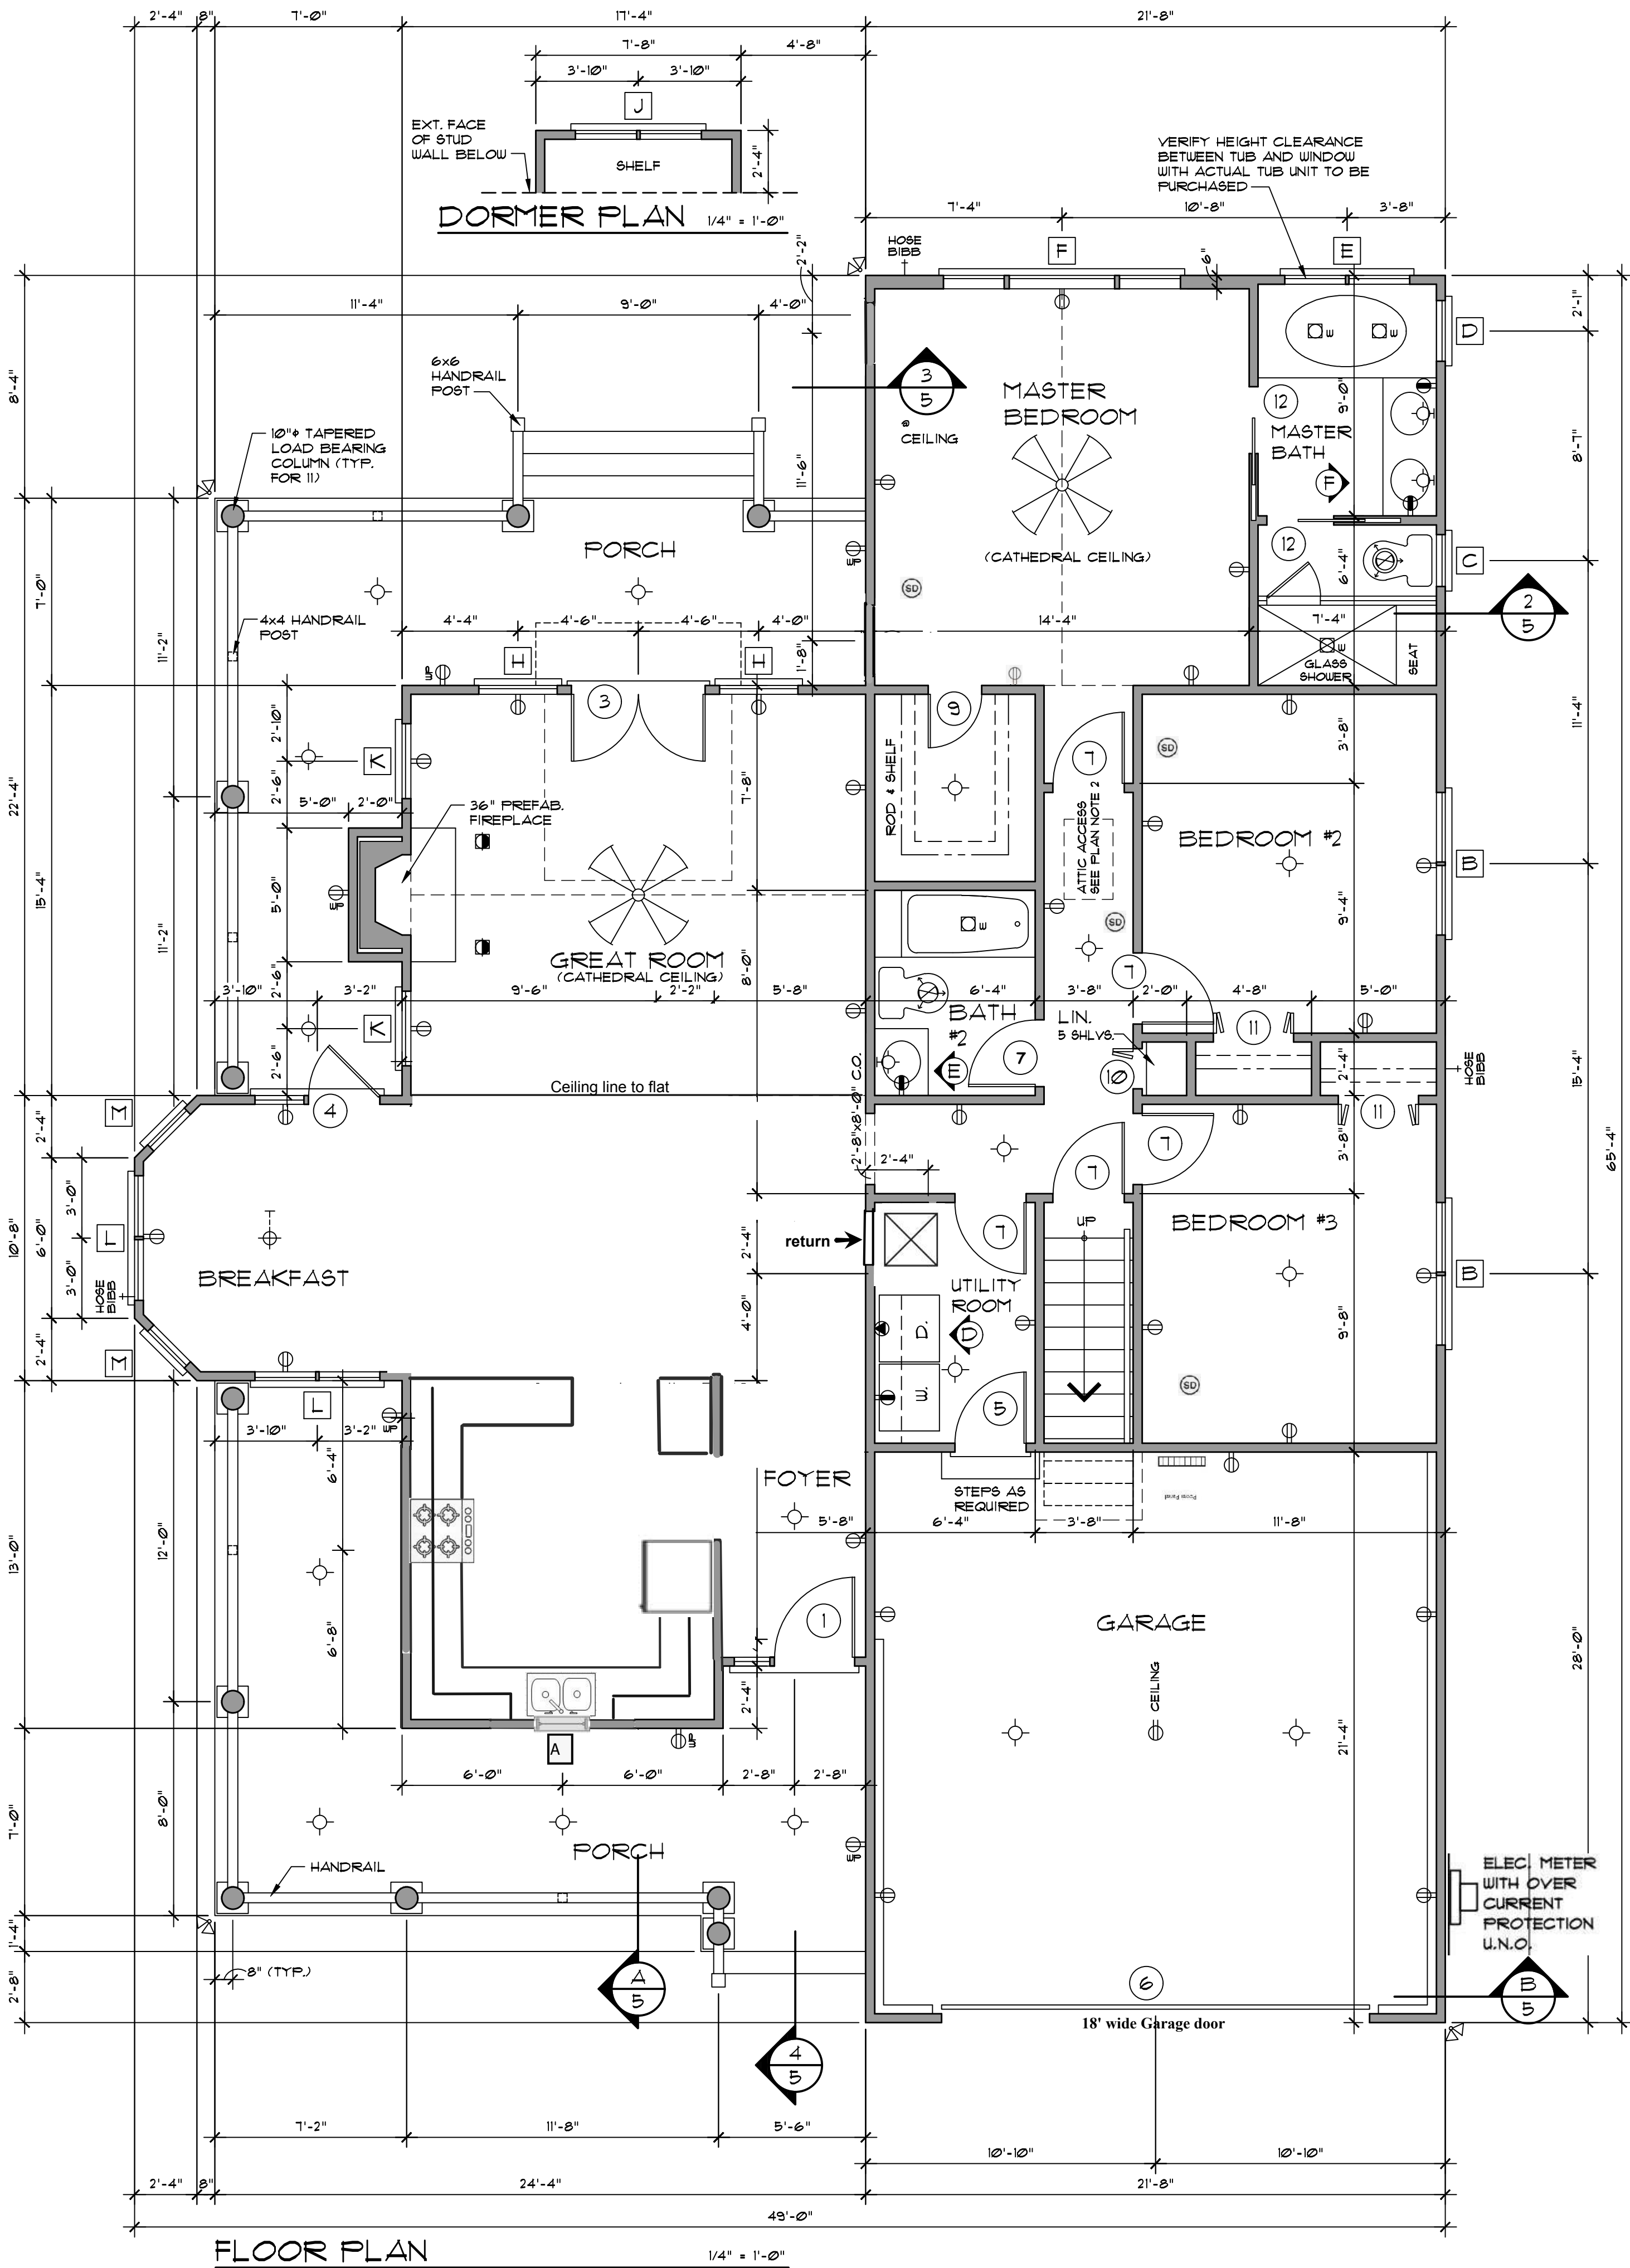 2'-4"
8"
7'-0"
17'-4"
21'-8"
7'-8"
4'-8"
3'-10"
3'-10"
J
EXT. FACE
OF STUD
WALL BELOW
SHELF
2'-4"
DORMER PLAN
1/4" = 1'-0"
VERIFY HEIGHT CLEARANCE
BETWEEN TUB AND WINDOW
WITH ACTUAL TUB UNIT TO BE
PURCHASED
7'-4"
10'-8"
3'-8"
HOSE
BIBB
F
E
6"
2'-2"
11'-4"
9'-0"
4'-0"
8'-4"
2'-1"
D
W
W
6x6
HANDRAIL
POST
3
5
MASTER
BEDROOM
@
CEILING
12
9'-0"
MASTER
BATH
F
8'-7"
10"ϕ TAPERED
LOAD BEARING
COLUMN (TYP.
FOR 11)
11'-6"
PORCH
WP
(CATHEDRAL CEILING)
12
6'-4"
C
SD
7'-0"
2
5
4x4 HANDRAIL
POST
11'-2"
4'-4"
4'-6"
4'-6"
4'-0"
14'-4"
7'-4"
1'-8"
H
H
WP
W
GLASS
SHOWER
SEAT
3
9
7
SD
2'-10"
K
2'-6"
5'-0"
2'-0"
7'-8"
ROD & SHELF
3'-8"
11'-4"
22'-4"
36" PREFAB.
FIREPLACE
ATTIC ACCESS
SEE PLAN NOTE 2
BEDROOM #2
B
15'-4"
5'-0"
WP
SD
9'-4"
W
11'-2"
GREAT ROOM
(CATHEDRAL CEILING)
8'-0"
7
2'-6"
3'-10"
3'-2"
9'-6"
2'-2"
5'-8"
6'-4"
3'-8"
2'-0"
4'-8"
5'-0"
BATH
#2
LIN.
5 SHLVS.
11
K
2'-6"
E
7
10
2'-4"
HOSE
BIBB
15'-4"
Ceiling line to flat
2'-8"x8'-0" C.O.
4
M
11
2'-4"
7
7
3'-8"
2'-4"
65'-4"
3'-0"
6'-0"
10'-8"
L
3'-0"
HOSE
BIBB
T
BREAKFAST
return
2'-4"
7
UP
BEDROOM #3
B
UTILITY
ROOM
4'-0"
D.
D
9'-8"
2'-4"
M
L
W.
5
SD
3'-10"
3'-2"
WP
6'-4"
FOYER
STEPS AS
REQUIRED
5'-8"
6'-4"
3'-8"
11'-8"
12'-0"
13'-0"
6'-8"
1
GARAGE
28'-0"
CEILING
2'-4"
WP
A
21'-4"
6'-0"
6'-0"
2'-8"
2'-8"
8'-0"
7'-0"
PORCH
WP
HANDRAIL
ELEC. METER
WITH OVER
CURRENT
PROTECTION
U.N.O.
1'-4"
2'-8"
8" (TYP.)
A
5
6
B
5
18' wide Garage door
4
5
7'-2"
11'-8"
5'-6"
10'-10"
10'-10"
2'-4"
8"
24'-4"
21'-8"
49'-0"
FLOOR PLAN
1/4" = 1'-0"